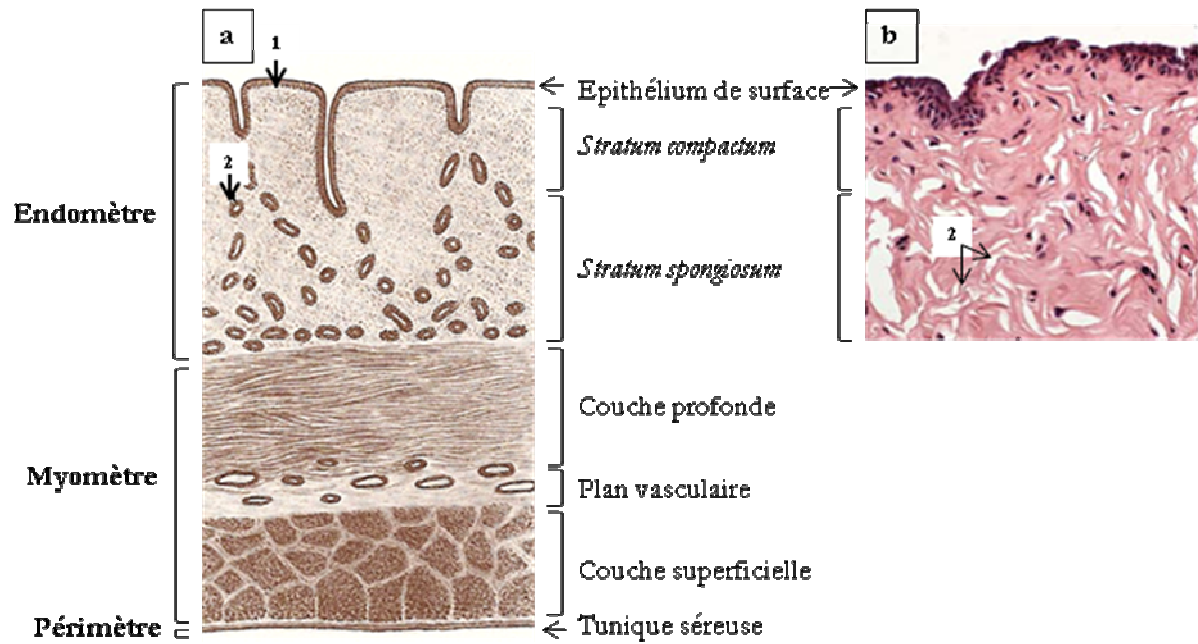 a
b
1
Epithélium de surface
Stratum compactum
2
Endomètre
2
Stratum spongiosum
Couche profonde
Myomètre
Plan vasculaire
Couche superficielle
Périmètre
Tunique séreuse